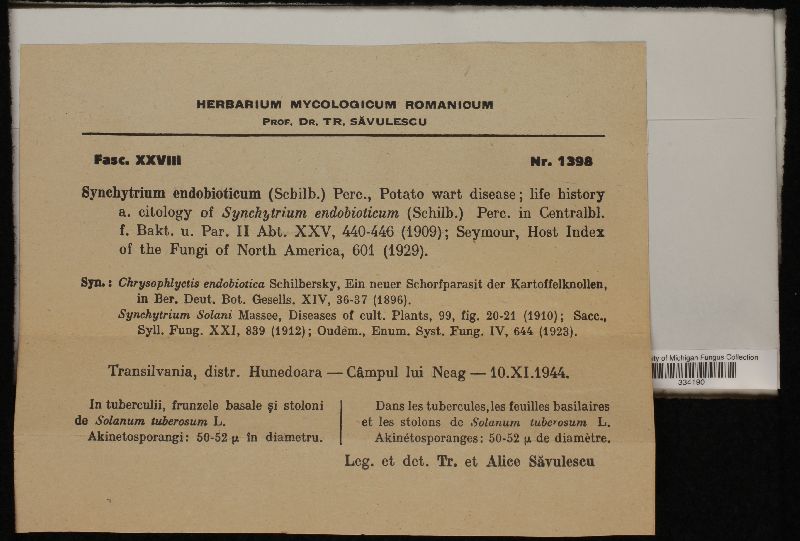 HERBARIUM MYCOLOGICUM ROMANICUM
PROF. DR. TR. SĂVULESCU
Fasc. XXVIII
Nr. 1398
Synchytrium endobioticum (Schilb.) Perc., Potato wart disease; life history
a. citology of Synchytrium endobioticum (Schilb.) Perc. in Centralbl.
f. Bakt. u. Par. II Abt. XXV, 440-446 (1909); Seymour, Host Index
of the Fungi of North America, 601 (1929).
Syn.: Chrysophlyctis endobiotica Schilbersky, Ein neuer Schorfparasit der Kartoffelknollen,
in Ber. Deut. Bot. Gesells. XIV, 36-37 (1896).
Synchytrium Solani Massee, Diseases of cult. Plants, 99, fig. 20-21 (1910); Sacc.,
Syll. Fung. XXI, 839 (1912); Oudem., Enum. Syst. Fung. IV, 644 (1923).
Transilvania, distr. Hunedoara — Câmpul lui Neag — 10.XI.1944.
In tuberculii, frunzele basale și stoloni
de Solanum tuberosum L.
Akinetosporangi: 50-52 µ în diametru.
Dans les tubercules, les feuilles basilaires
et les stolons de Solanum tuberosum L.
Akinétosporanges: 50-52 µ de diamètre.
Leg. et det. Tr. et Alice Săvulescu
of Michigan Fungus Collection
334190